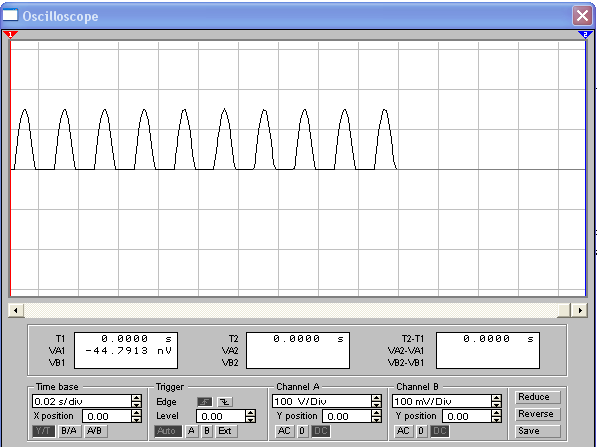 Oscilloscope
1 2
T1 0.0000 s T2 0.0000 s T2-T1 0.0000 s
VA1 -44.7913 nV VA2 VA2-VA1
VB1 VB2 VB2-VB1
Time base Trigger Channel A Channel B Reduce
0.02 s/div Edge 100 V/Div 100 mV/Div Reverse
X position 0.00 Level 0.00 Y position 0.00 Y position 0.00
Y/T B/A A/B Auto A B Ext AC 0 DC AC 0 DC Save